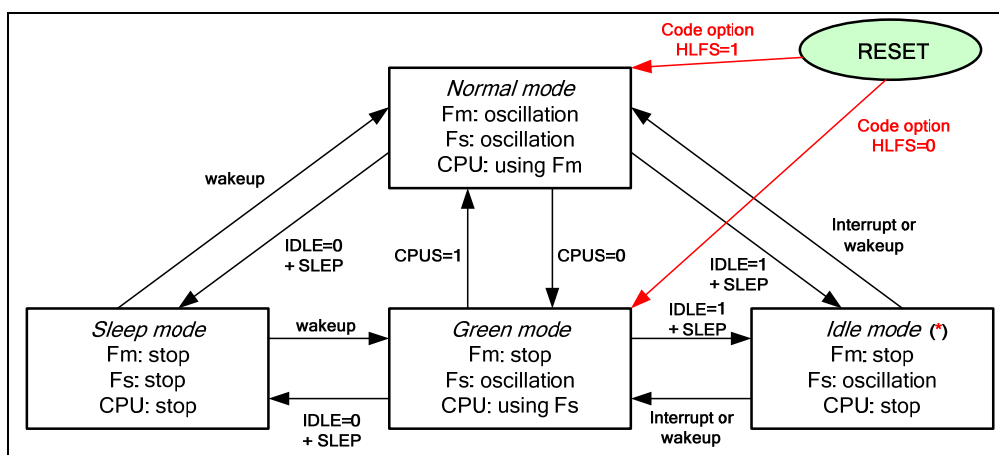 Code option
HLFS=1
RESET
Normal mode
Fm: oscillation
Fs: oscillation
CPU: using Fm
Code option
HLFS=0
wakeup
Interrupt or
wakeup
IDLE=0
+ SLEP
CPUS=1
CPUS=0
IDLE=1
+ SLEP
Sleep mode
Fm: stop
Fs: stop
CPU: stop
wakeup
Green mode
Fm: stop
Fs: oscillation
CPU: using Fs
IDLE=1
+ SLEP
Idle mode (*)
Fm: stop
Fs: oscillation
CPU: stop
IDLE=0
+ SLEP
Interrupt or
wakeup